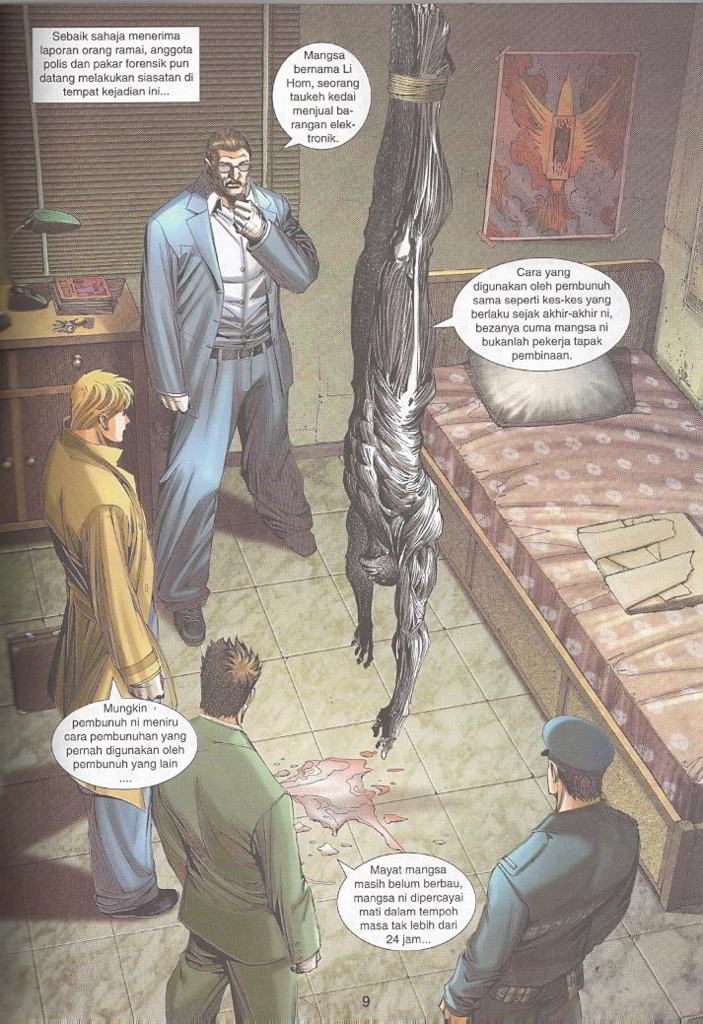 Sebaik sahaja menerima
laporan orang ramai, anggota
polis dan pakar forensik pun
datang melakukan siasatan di
tempat kejadian ini...
Mangsa
bernama Li
Hom, seorang
taukeh kedai
menjual ba-
rangan elek-
tronik.
Cara yang
digunakan oleh pembunuh
sama seperti kes-kes yang
berlaku sejak akhir-akhir ni,
bezanya cuma mangsa ni
bukanlah pekerja tapak
pembinaan.
Mungkin
pembunuh ni meniru
cara pembunuhan yang
pernah digunakan oleh
pembunuh yang lain
....
Mayat mangsa
masih belum berbau,
mangsa ni dipercayai
mati dalam tempoh
masa tak lebih dari
24 jam...
9